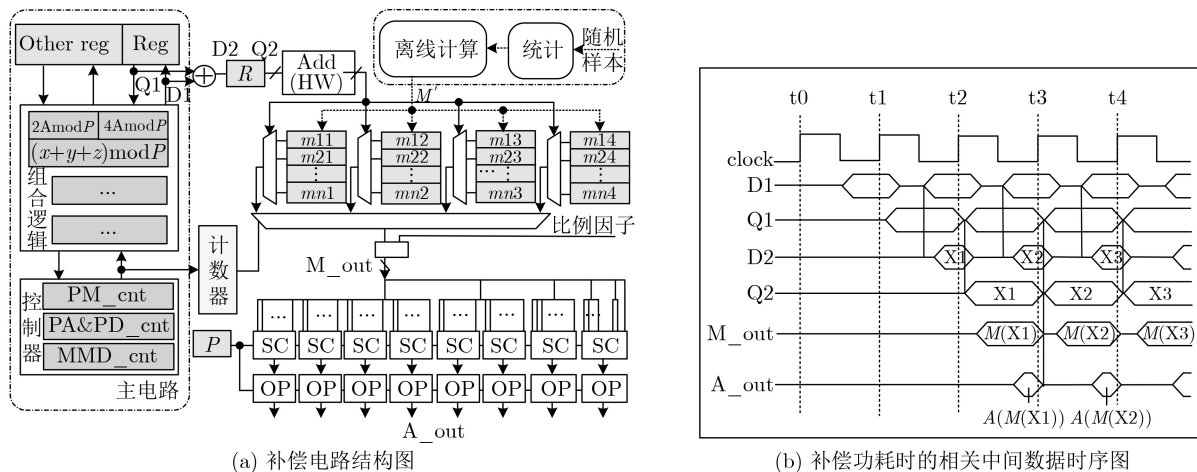 Other reg
Reg
D2
Q2
Q1
D1
R
Add
(HW)
离线计算
统计
随机
样本
M′
2AmodP
4AmodP
(x+y+z)modP
...
...
组合逻辑
m11
m21
⋮
mn1
m12
m22
⋮
mn2
m13
m23
...⋮
mn3
m14
m24
⋮
mn4
比例因子
计数器
M_out
控制器
PM_cnt
PA&PD_cnt
MMD_cnt
主电路
P
... ... ... ... ... ... ... ...
SC SC SC SC SC SC SC SC
OP OP OP OP OP OP OP OP
A_out
(a) 补偿电路结构图
t0 t1 t2 t3 t4
clock
D1
Q1
D2 X1 X2 X3
Q2 X1 X2 X3
M_out M(X1) M(X2) M(X3)
A_out
A(M(X1)) A(M(X2))
(b) 补偿功耗时的相关中间数据时序图